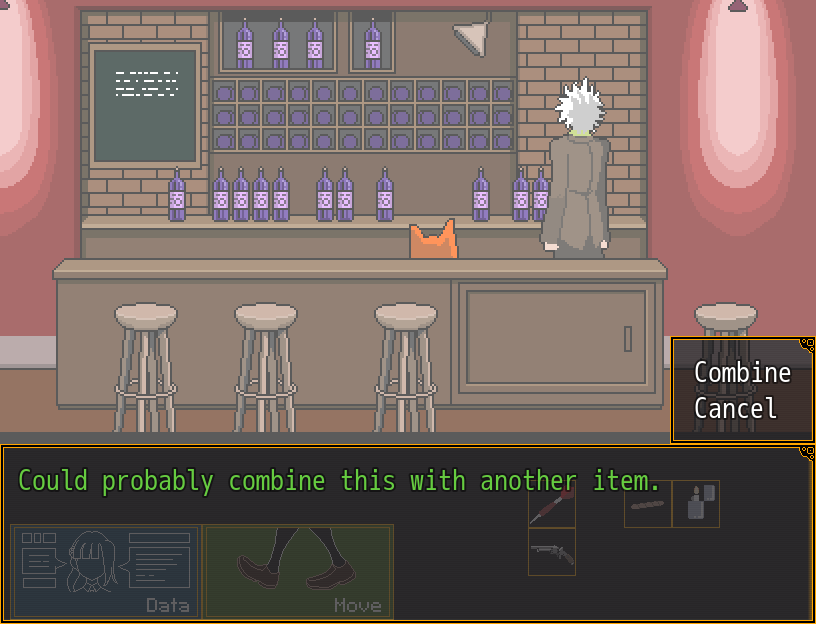 Combine
Cancel
Could probably combine this with another item.
Data
Move